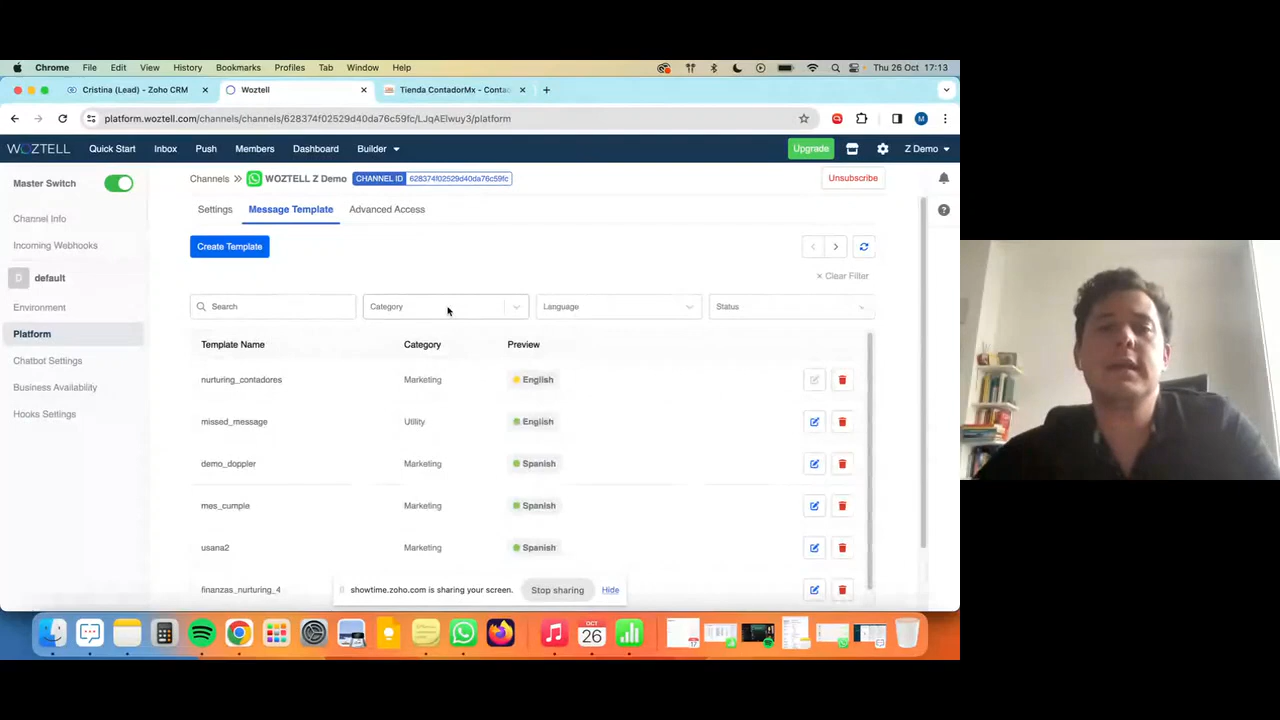 Chrome File Edit View History Bookmarks Profiles Tab Window Help Thu 26 Oct 17:13
Cristina (Lead) - Zoho CRM Woztell Tienda ContadorMx - Conta
platform.woztell.com/channels/channels/628374f02529d40da76c59fc/LJqAElwuy3/platform
WOZTELL Quick Start Inbox Push Members Dashboard Builder Upgrade Z Demo
Master Switch
Channels WOZTELL Z Demo CHANNEL ID 628374f02529d40da76c59fc Unsubscribe
Settings Message Template Advanced Access
Channel Info
Incoming Webhooks
Create Template
D default
× Clear Filter
Environment
Search Category Language Status
Platform
Template Name Category Preview
Chatbot Settings
nurturing_contadores Marketing English
Business Availability
Hooks Settings
missed_message Utility English
demo_doppler Marketing Spanish
mes_cumple Marketing Spanish
usana2 Marketing Spanish
finanzas_nurturing_4
showtime.zoho.com is sharing your screen. Stop sharing Hide
OCT
26
17